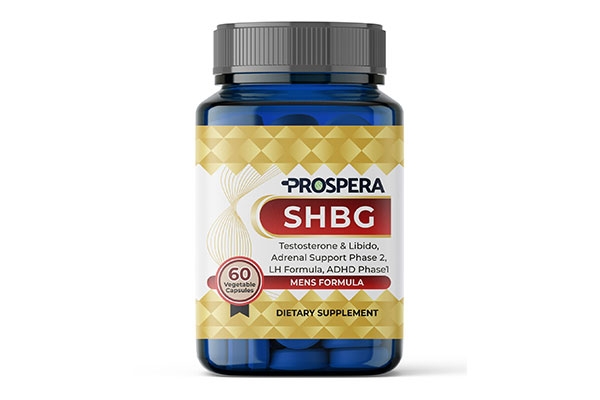 PROSPERA
SHBG
Testosterone & Libido,
Adrenal Support Phase 2,
LH Formula, ADHD Phase1
MENS FORMULA
60
Vegetable
Capsules
DIETARY SUPPLEMENT